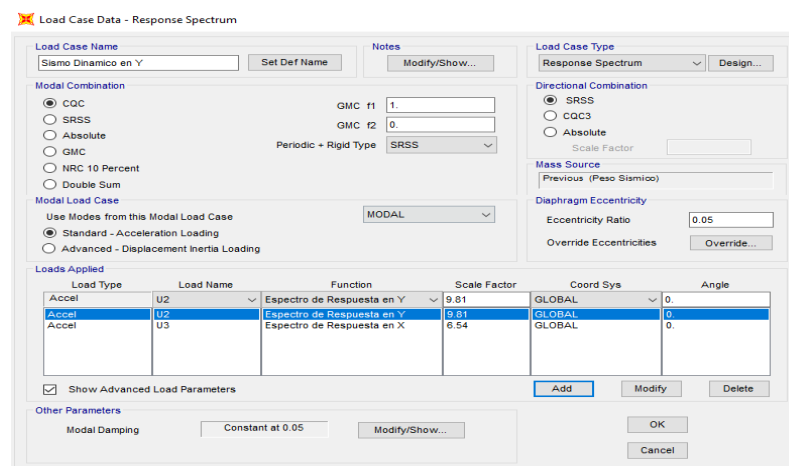 Load Case Data - Response Spectrum
Load Case Name
Notes
Load Case Type
Sismo Dinamico en Y
Set Def Name
Modify/Show...
Response Spectrum
Design...
Modal Combination
Directional Combination
CQC
GMC f1 1.
SRSS
SRSS
GMC f2 0.
CQC3
Absolute
Periodic + Rigid Type SRSS
Absolute
GMC
Scale Factor
NRC 10 Percent
Mass Source
Double Sum
Previous (Peso Sismico)
Modal Load Case
Diaphragm Eccentricity
Use Modes from this Modal Load Case
MODAL
Eccentricity Ratio 0.05
Standard - Acceleration Loading
Advanced - Displacement Inertia Loading
Override Eccentricities Override...
Loads Applied
Load Type Load Name Function Scale Factor Coord Sys Angle
Accel U2 Espectro de Respuesta en Y 9.81 GLOBAL 0.
Accel U2 Espectro de Respuesta en Y 9.81 GLOBAL 0.
Accel U3 Espectro de Respuesta en X 6.54 GLOBAL 0.
Show Advanced Load Parameters
Add Modify Delete
Other Parameters
Modal Damping Constant at 0.05 Modify/Show...
OK
Cancel